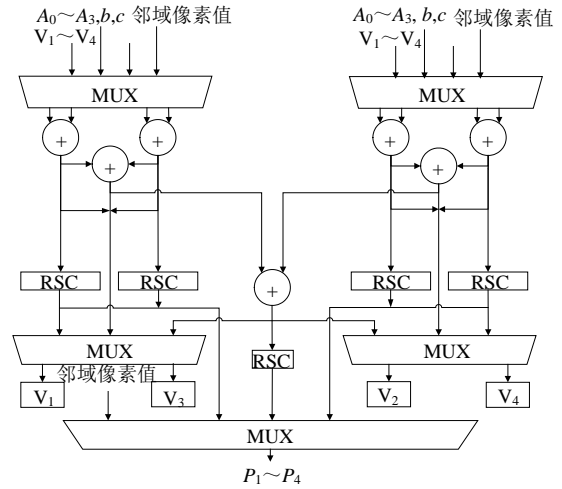 A₀～A₃,b,c 邻域像素值
V₁～V₄
A₀～A₃, b, c 邻域像素值
V₁～V₄
MUX
MUX
+
+
+
+
+
+
RSC
RSC
+
RSC
RSC
MUX
RSC
MUX
邻域像素值
V₁
V₃
V₂
V₄
MUX
P₁～P₄